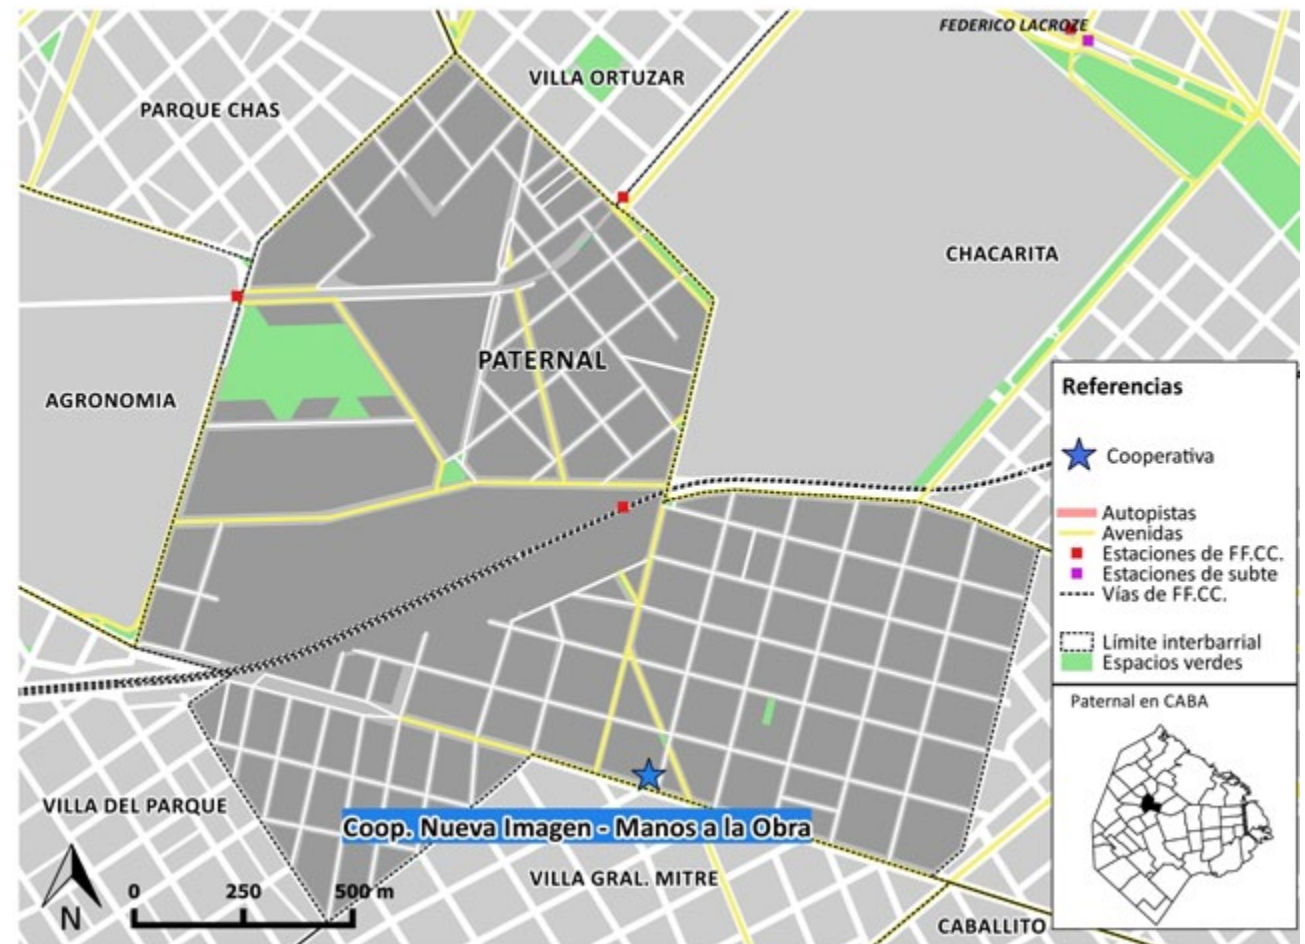 FEDERICO LACROZE
VILLA ORTUZAR
PARQUE CHAS
CHACARITA
PATERNAL
AGRONOMIA
Referencias
Cooperativa
Autopistas
Avenidas
Estaciones de FF.CC.
Estaciones de subte
Vías de FF.CC.
Límite interbarrial
Espacios verdes
Paternal en CABA
VILLA DEL PARQUE
Coop. Nueva Imagen - Manos a la Obra
VILLA GRAL. MITRE
0 250 500 m
N
CABALLITO